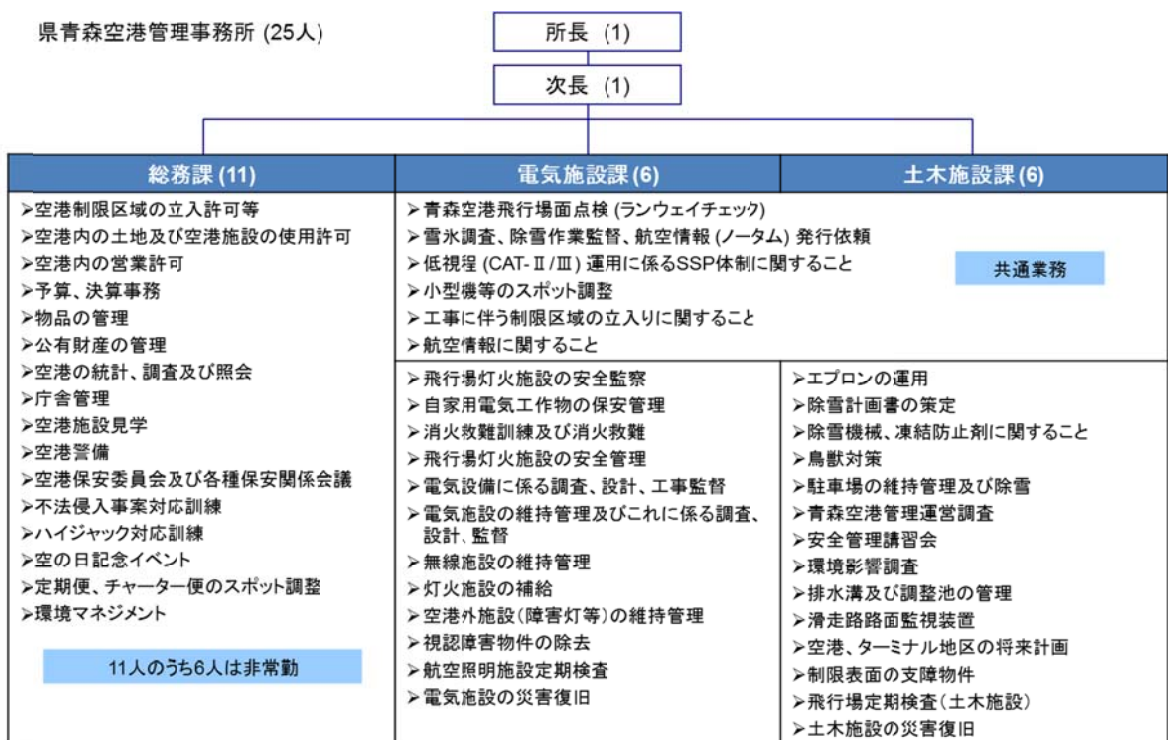 県青森空港管理事務所 (25人)
所長 (1)
次長 (1)
総務課 (11)
➢空港制限区域の立入許可等
➢空港内の土地及び空港施設の使用許可
➢空港内の営業許可
➢予算、決算事務
➢物品の管理
➢公有財産の管理
➢空港の統計、調査及び照会
➢庁舎管理
➢空港施設見学
➢空港警備
➢空港保安委員会及び各種保安関係会議
➢不法侵入事案対応訓練
➢ハイジャック対応訓練
➢空の日記念イベント
➢定期便、チャーター便のスポット調整
➢環境マネジメント
11人のうち6人は非常勤
電気施設課 (6)
土木施設課 (6)
➢青森空港飛行場面点検 (ランウェイチェック)
➢雪氷調査、除雪作業監督、航空情報 (ノータム) 発行依頼
➢低視程 (CAT-Ⅱ/Ⅲ) 運用に係るSSP体制に関すること
➢小型機等のスポット調整
➢工事に伴う制限区域の立入りに関すること
➢航空情報に関すること
共通業務
➢飛行場灯火施設の安全監察
➢自家用電気工作物の保安管理
➢消火救難訓練及び消火救難
➢飛行場灯火施設の安全管理
➢電気設備に係る調査、設計、工事監督
➢電気施設の維持管理及びこれに係る調査、
設計、監督
➢無線施設の維持管理
➢灯火施設の補給
➢空港外施設(障害灯等)の維持管理
➢視認障害物件の除去
➢航空照明施設定期検査
➢電気施設の災害復旧
➢エプロンの運用
➢除雪計画書の策定
➢除雪機械、凍結防止剤に関すること
➢鳥獣対策
➢駐車場の維持管理及び除雪
➢青森空港管理運営調査
➢安全管理講習会
➢環境影響調査
➢排水溝及び調整池の管理
➢滑走路路面監視装置
➢空港、ターミナル地区の将来計画
➢制限表面の支障物件
➢飛行場定期検査(土木施設)
➢土木施設の災害復旧